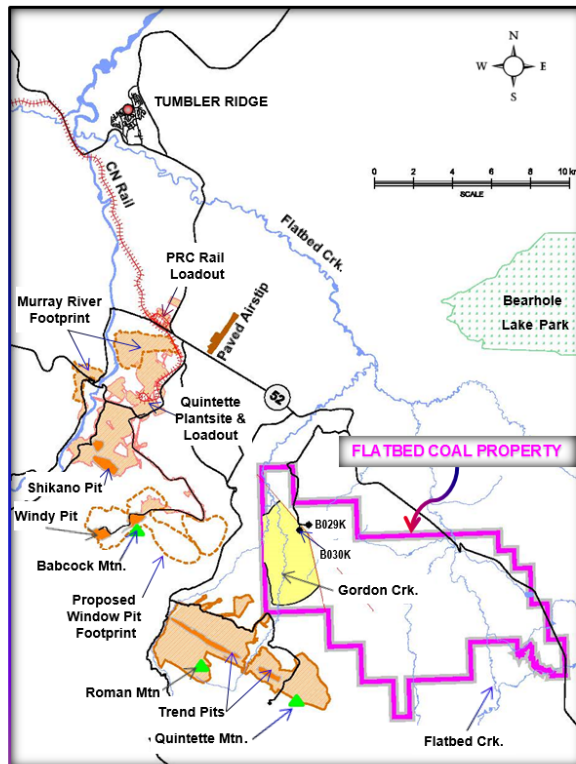 N
W E
S
TUMBLER RIDGE
CN Rail
0 2 4 6 8 10 km
SCALE
Flatbed Crk.
PRC Rail
Loadout
Murray River
Footprint
Paved Airstip
Bearhole
Lake Park
52
Quintette
Plantsite &
Loadout
FLATBED COAL PROPERTY
Shikano Pit
Windy Pit
B029K
B030K
Babcock Mtn.
Gordon Crk.
Proposed
Window Pit
Footprint
Roman Mtn
Trend Pits
Quintette Mtn.
Flatbed Crk.